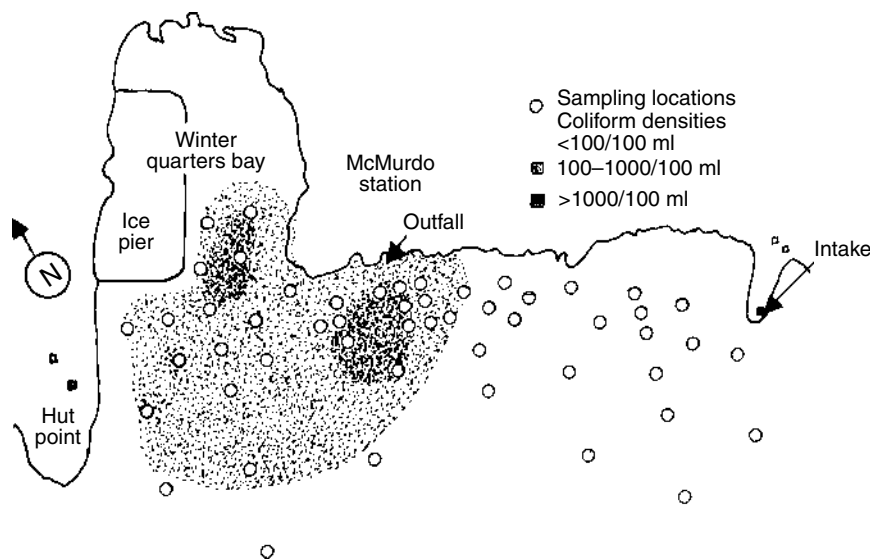 Sampling locations
Coliform densities
<100/100 ml
100–1000/100 ml
>1000/100 ml
Winter
quarters bay
McMurdo
station
Outfall
Ice
pier
Intake
N
Hut
point